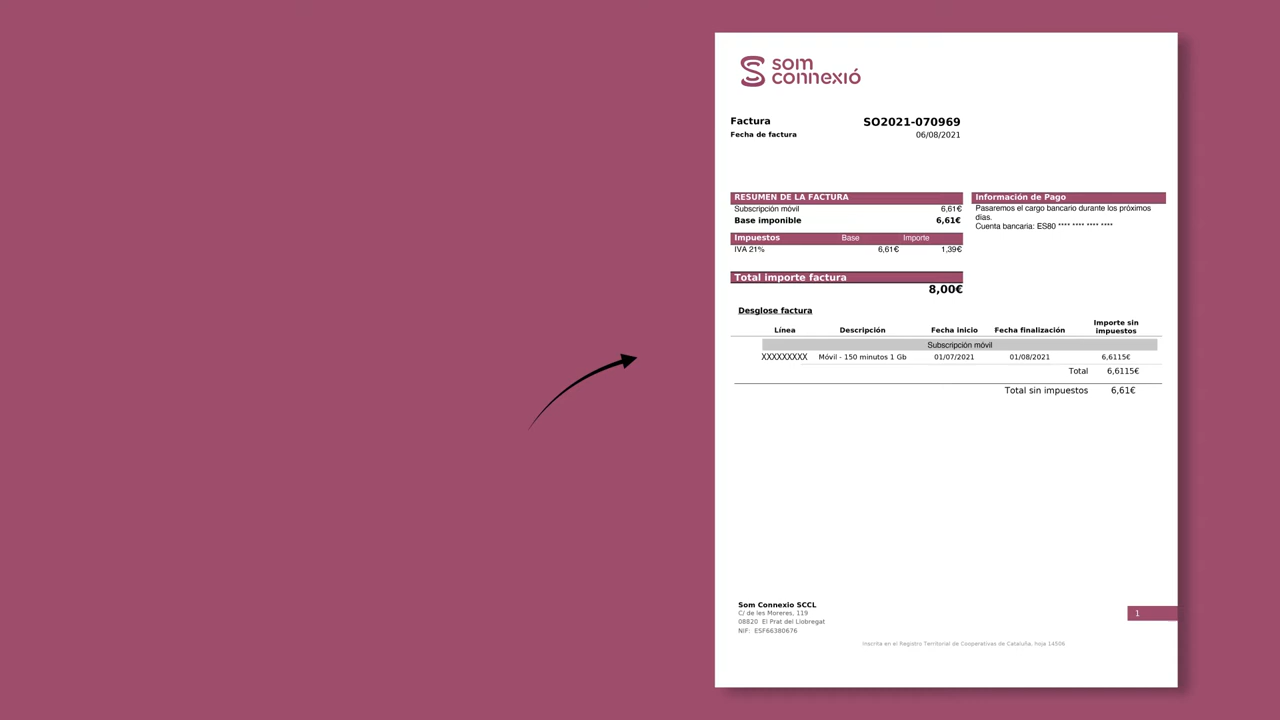 som
connexió
Factura SO2021-070969
Fecha de factura 06/08/2021
RESUMEN DE LA FACTURA
Subscripción móvil 6,61€
Base imponible 6,61€
Impuestos Base Importe
IVA 21% 6,61€ 1,39€
Total importe factura
8,00€
Información de Pago
Pasaremos el cargo bancario durante los próximos
días.
Cuenta bancaria: ES80 **** **** **** ****
Desglose factura
Línea Descripción Fecha inicio Fecha finalización Importe sin
impuestos
Subscripción móvil
XXXXXXXXX Móvil - 150 minutos 1 Gb 01/07/2021 01/08/2021 6,6115€
Total 6,6115€
Total sin impuestos 6,61€
Som Connexio SCCL
C/ de les Moreres, 119
08820 El Prat del Llobregat
NIF: ESF66380676
1
Inscrita en el Registro Territorial de Cooperativas de Cataluña, hoja 14506